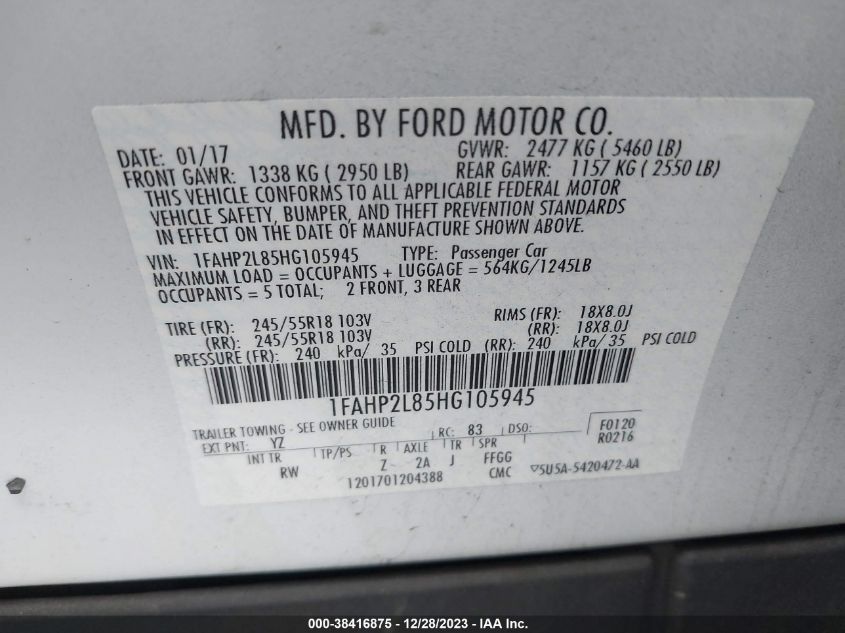 MFD. BY FORD MOTOR CO.
DATE: 01/17 GVWR: 2477 KG ( 5460 LB)
FRONT GAWR: 1338 KG ( 2950 LB) REAR GAWR: 1157 KG ( 2550 LB)
THIS VEHICLE CONFORMS TO ALL APPLICABLE FEDERAL MOTOR
VEHICLE SAFETY, BUMPER, AND THEFT PREVENTION STANDARDS
IN EFFECT ON THE DATE OF MANUFACTURE SHOWN ABOVE.
VIN: 1FAHP2L85HG105945 TYPE: Passenger Car
MAXIMUM LOAD = OCCUPANTS + LUGGAGE = 564KG/1245LB
OCCUPANTS = 5 TOTAL; 2 FRONT, 3 REAR
TIRE (FR): 245/55R18 103V RIMS (FR): 18X8.0J
(RR): 245/55R18 103V (RR): 18X8.0J
PRESSURE (FR): 240 kPa/ 35 PSI COLD (RR): 240 kPa/ 35 PSI COLD
1FAHP2L85HG105945
TRAILER TOWING - SEE OWNER GUIDE
EXT PNT: YZ RC: 83 DSO: F0120
R0216
INT TR TP/PS R AXLE TR SPR
RW Z 2A J FFGG
1201701204388 CMC 5U5A-5420472-AA
000-38416875 - 12/28/2023 - IAA Inc.